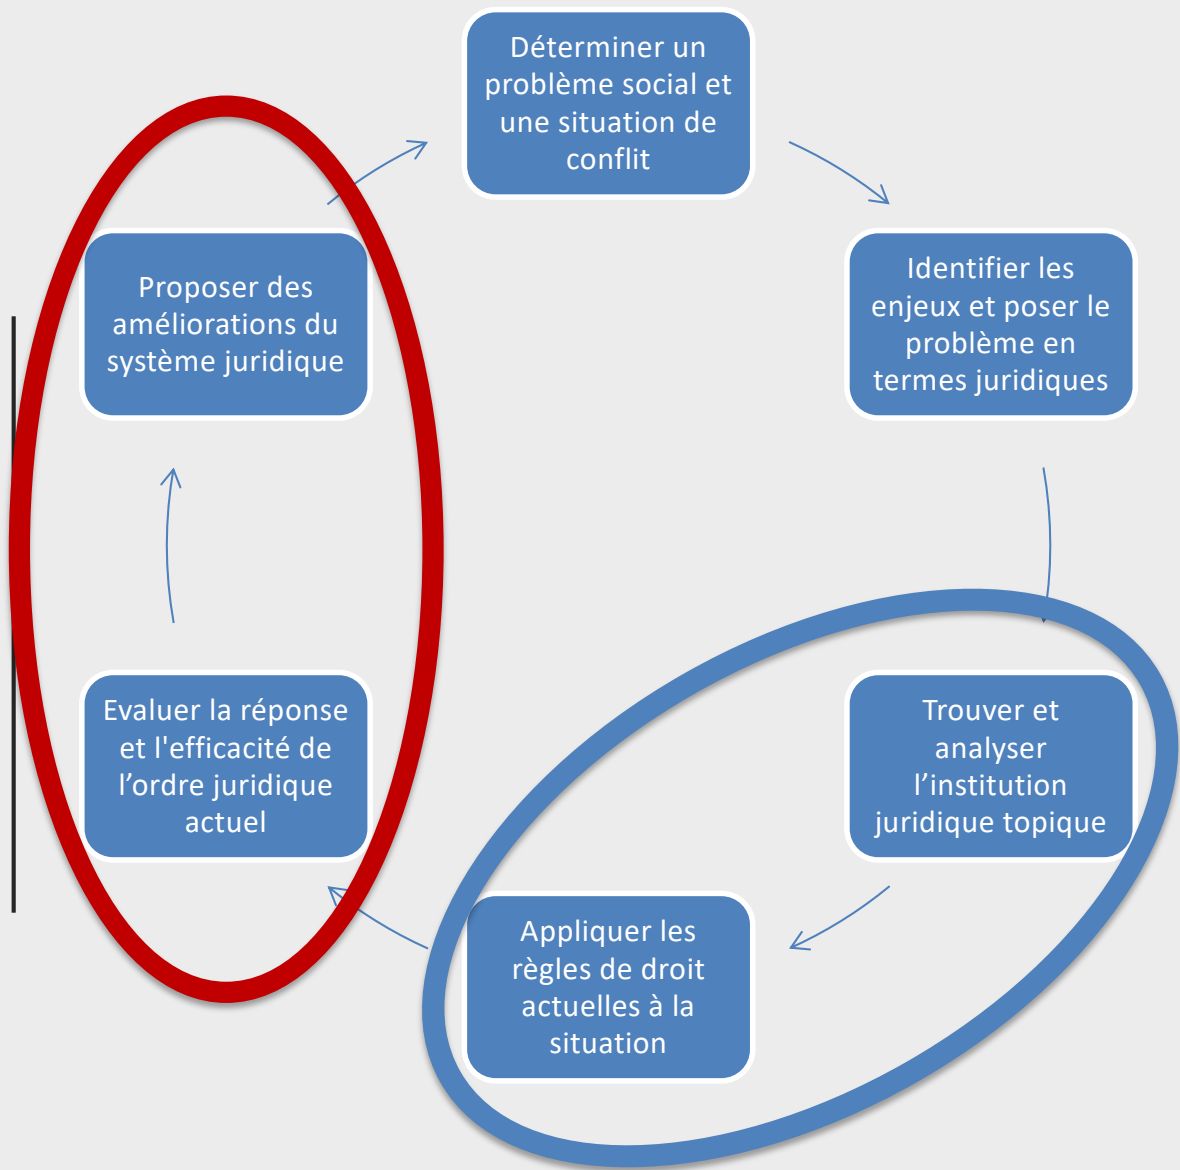 Déterminer un
problème social et
une situation de
conflit
Identifier les
enjeux et poser le
problème en
termes juridiques
Trouver et
analyser
l’institution
juridique topique
Appliquer les
règles de droit
actuelles à la
situation
Evaluer la réponse
et l'efficacité de
l’ordre juridique
actuel
Proposer des
améliorations du
système juridique